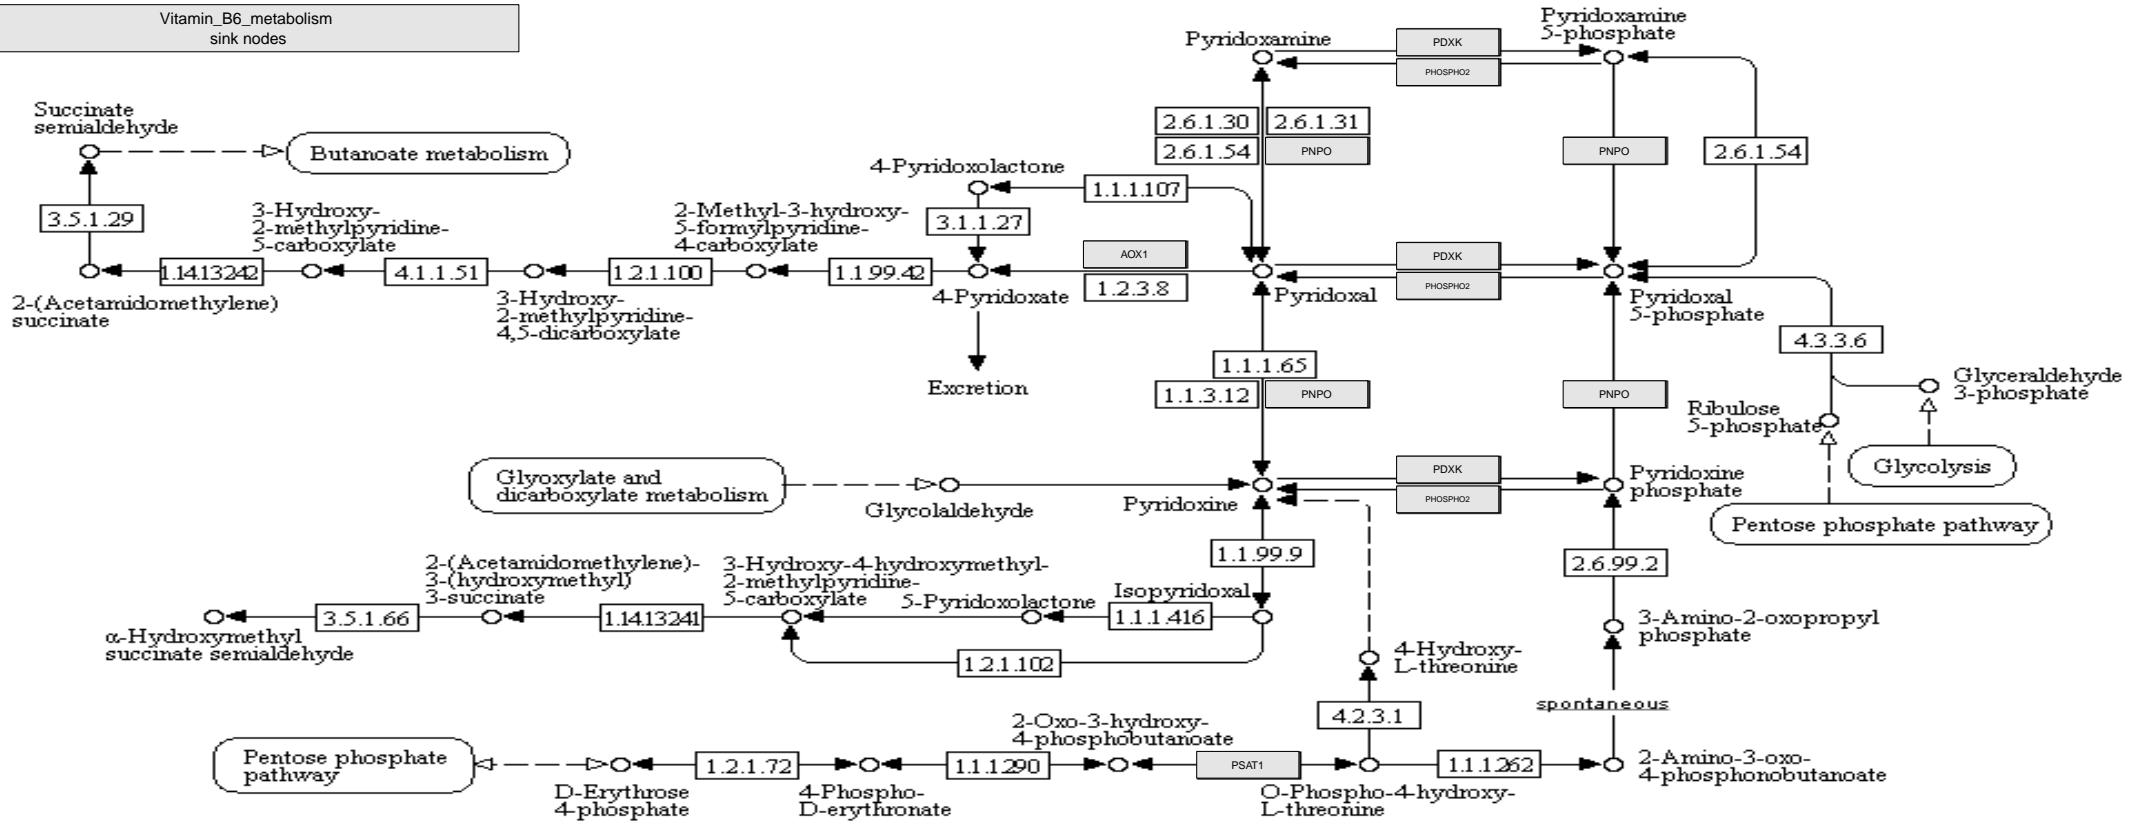 Vitamin_B6_metabolism
sink nodes
Pyridoxamine
PDXK
PHOSPHO2
Pyridoxamine
5-phosphate
Succinate
semialdehyde
Butanoate metabolism
2.6.1.30
2.6.1.31
2.6.1.54
PNPO
PNPO
2.6.1.54
4-Pyridoxolactone
1.1.1.107
3.5.1.29
3-Hydroxy-
2-methylpyridine-
5-carboxylate
2-Methyl-3-hydroxy-
5-formylpyridine-
4-carboxylate
3.1.1.27
AOX1
PDXK
1.14.13242
4.1.1.51
1.2.1.100
1.1.99.42
1.2.3.8
PHOSPHO2
2-(Acetamidomethylene)
succinate
3-Hydroxy-
2-methylpyridine-
4,5-dicarboxylate
4-Pyridoxate
Pyridoxal
Pyridoxal
5-phosphate
4.3.3.6
1.1.1.65
Excretion
1.1.3.12
PNPO
PNPO
Glyceraldehyde
3-phosphate
Ribulose
5-phosphate
Glycolysis
Glyoxylate and
dicarboxylate metabolism
Glycolaldehyde
Pyridoxine
PDXK
PHOSPHO2
Pyridoxine
phosphate
Pentose phosphate pathway
1.1.99.9
2.6.99.2
2-(Acetamidomethylene)-
3-(hydroxymethyl)
3-succinate
3-Hydroxy-4-hydroxymethyl-
2-methylpyridine-
5-carboxylate
5-Pyridoxolactone
Isopyridoxal
3.5.1.66
1.14.13241
1.1.1.416
α-Hydroxymethyl
succinate semialdehyde
1.2.1.102
3-Amino-2-oxopropyl
phosphate
4-Hydroxy-
L-threonine
spontaneous
4.2.3.1
2-Oxo-3-hydroxy-
4-phosphobutanoate
Pentose phosphate
pathway
1.2.1.72
1.1.1.290
PSAT1
1.1.1.262
D-Erythrose
4-phosphate
4-Phospho-
D-erythronate
O-Phospho-4-hydroxy-
L-threonine
2-Amino-3-oxo-
4-phosphonobutanoate